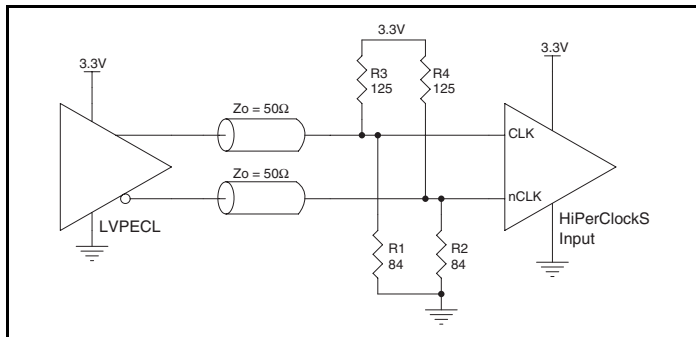 3.3V
3.3V
3.3V
R3
125
R4
125
Zo = 50Ω
CLK
Zo = 50Ω
nCLK
LVPECL
HiPerClockS
Input
R1
84
R2
84